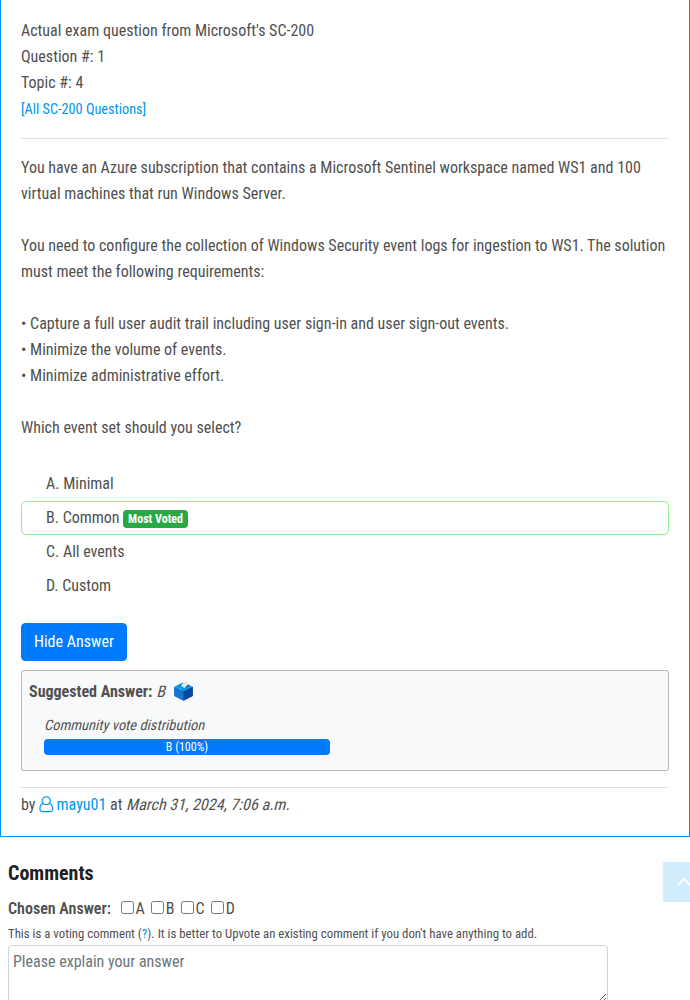 Actual exam question from Microsoft's SC-200
Question #: 1
Topic #: 4
[All SC-200 Questions]
You have an Azure subscription that contains a Microsoft Sentinel workspace named WS1 and 100
virtual machines that run Windows Server.
You need to configure the collection of Windows Security event logs for ingestion to WS1. The solution
must meet the following requirements:
• Capture a full user audit trail including user sign-in and user sign-out events.
• Minimize the volume of events.
• Minimize administrative effort.
Which event set should you select?
A. Minimal
B. Common Most Voted
C. All events
D. Custom
Hide Answer
Suggested Answer: B
Community vote distribution
B (100%)
by mayu01 at March 31, 2024, 7:06 a.m.
Comments
Chosen Answer: A B C D
This is a voting comment (?). It is better to Upvote an existing comment if you don't have anything to add.
Please explain your answer